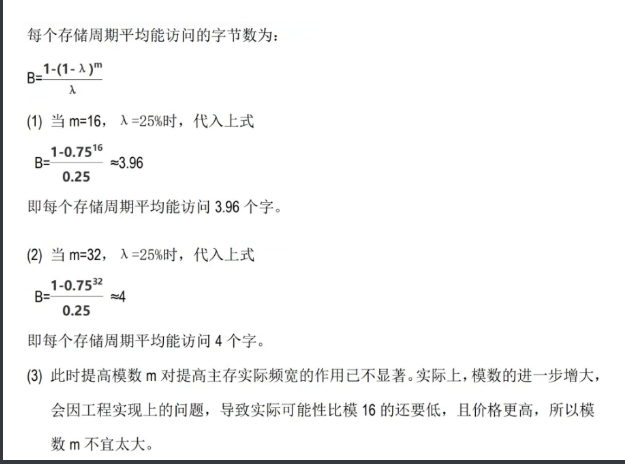 每个存储周期平均能访问的字节数为:
B=1-(1-λ)^m/λ
(1) 当 m=16, λ=25%时,代入上式
B=1-0.75^16/0.25 ≈3.96
即每个存储周期平均能访问 3.96 个字。
(2) 当 m=32, λ=25%时,代入上式
B=1-0.75^32/0.25 ≈4
即每个存储周期平均能访问 4 个字。
(3) 此时提高模数 m 对提高主存实际频宽的作用已不显著。实际上,模数的进一步增大,
会因工程实现上的问题,导致实际可能性比模 16 的还要低,且价格更高,所以模
数 m 不宜太大。